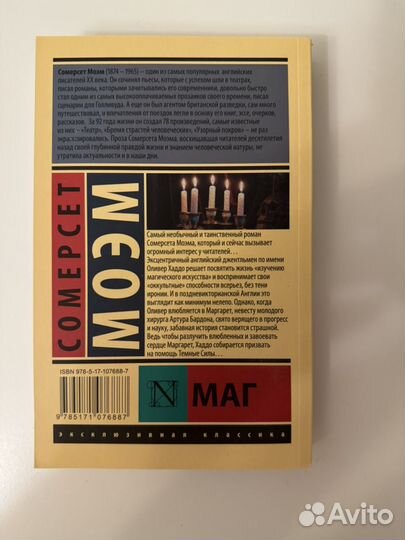 Сомерсет Моэм (1874 – 1965) – один из самых популярных английских
писателей XX века. Он сочинял пьесы, которые с успехом шли в театрах,
писал романы, которыми зачитывались его современники, довольно быстро
стал одним из самых высокооплачиваемых прозаиков своего времени, писал
сценарии для Голливуда. А еще он был агентом британской разведки, сам много
путешествовал, и впечатления от поездок легли в основу его книг, эссе, очерков,
рассказов. За 92 года жизни он создал 78 произведений, самые известные
из них – «Театр», «Бремя страстей человеческих», «Узорный покров» – не раз
экранизировались. Проза Сомерсета Моэма, восхищавшая читателей десятилетия
назад своей глубинной правдой жизни и знанием человеческой натуры, не
утратила актуальности и в наши дни.
СОМЕРСЕТ
МОЭМ
Самый необычный и таинственный роман
Сомерсета Моэма, который и сейчас вызывает
огромный интерес у читателей…
Эксцентричный английский джентльмен по имени
Оливер Хаддо решает посвятить жизнь «изучению
магического искусства» и воспринимает свои
«оккультные» способности всерьез, без тени
иронии. И в поздневикторианской Англии это
выглядит как минимум нелепо. Однако, когда
Оливер влюбляется в Маргарет, невесту молодого
хирурга Артура Бардона, свято верящего в прогресс
и науку, забавная история становится страшной.
Ведь чтобы разлучить влюбленных и завоевать
сердце Маргарет, Хаддо собирается призвать
на помощь Темные Силы…
ISBN 978-5-17-107688-7
9 785171 076887
N МАГ
эксклюзивная классика
Avito